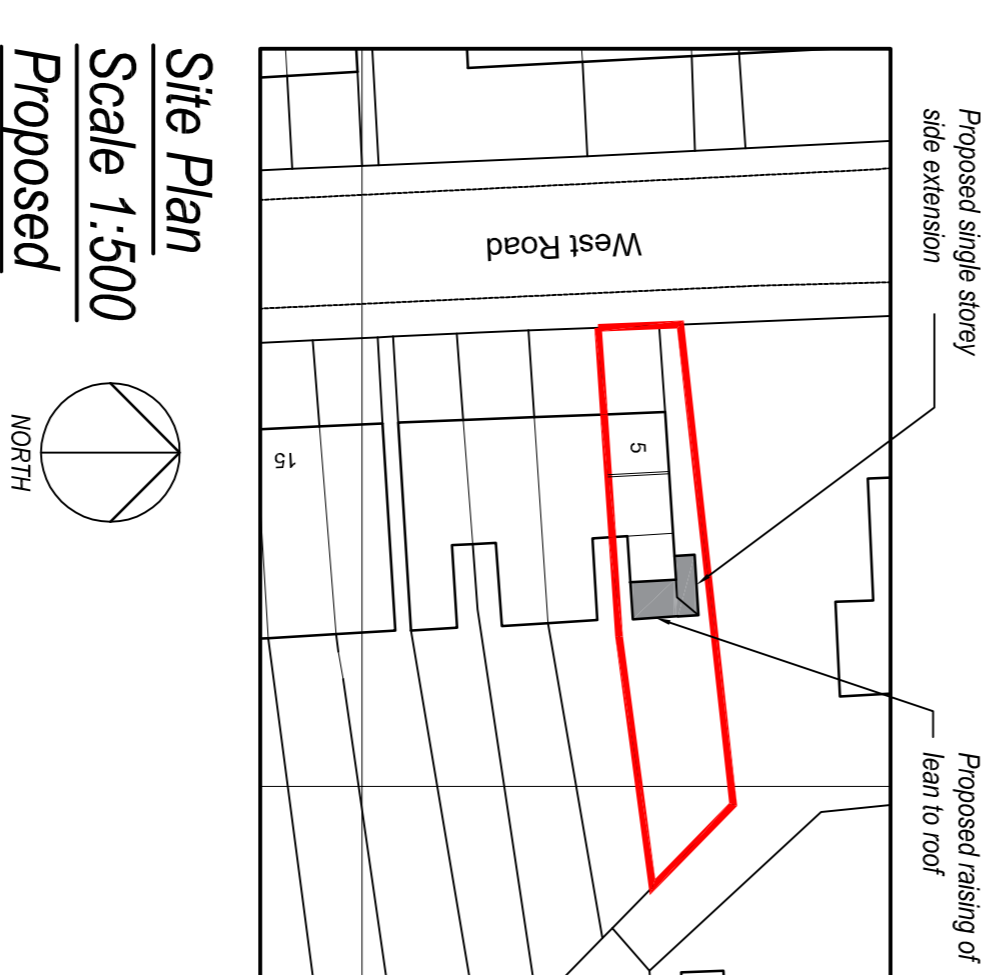 Proposed single storey
side extension
Proposed raising of
lean to roof
West Road
5
15
Site Plan
Scale 1:500
Proposed
NORTH